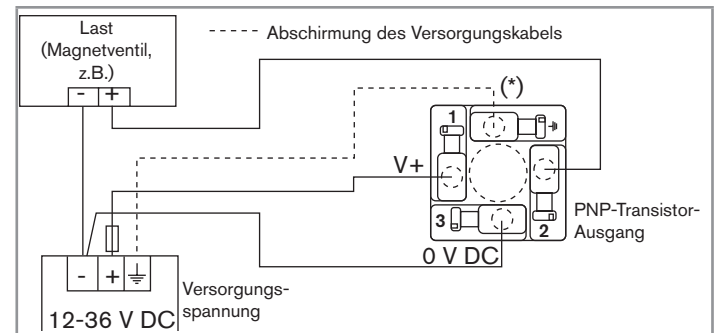 Last
(Magnetventil,
z.B.)
- +
Abschirmung des Versorgungskabels
(*)
1
V+
3
2
PNP-Transistor-
Ausgang
0 V DC
- +
Versorgungs-
spannung
12-36 V DC